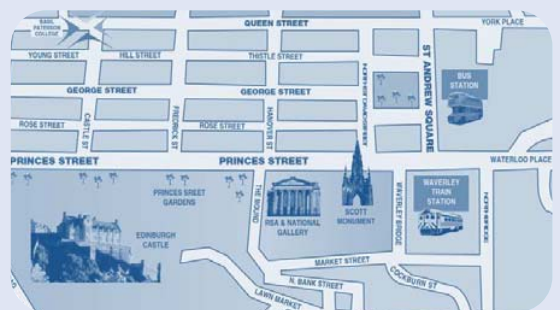 BASIL
PATERSON
COLLEGE
QUEEN STREET
YORK PLACE
YOUNG STREET
HILL STREET
THISTLE STREET
ST ANDREW SQUARE
BUS
STATION
GEORGE STREET
GEORGE STREET
ROSE STREET
CASTLE ST
FREDRICK ST
ROSE STREET
HANOVER ST
PRINCES STREET
PRINCES STREET
WATERLOO PLACE
PRINCES SREET
GARDENS
THE MOUND
RSA & NATIONAL
GALLERY
SCOTT
MONUMENT
WAVERLEY BRIDGE
WAVERLEY
TRAIN
STATION
EDINBURGH
CASTLE
MARKET STREET
N. BANK STREET
COCKBURN ST
LAWN MARKET